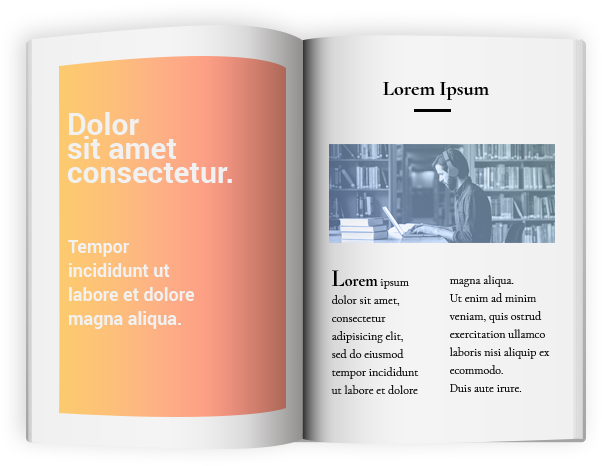 Dolor
sit amet
consectetur.
Tempor
incididunt ut
labore et dolore
magna aliqua.
Lorem Ipsum
Lorem ipsum
dolor sit amet,
consectetur
adipisicing elit,
sed do eiusmod
tempor incididunt
ut labore et dolore
magna aliqua.
Ut enim ad minim
veniam, quis ostrud
exercitation ullamco
laboris nisi aliquip ex
ecommodo.
Duis aute irure.